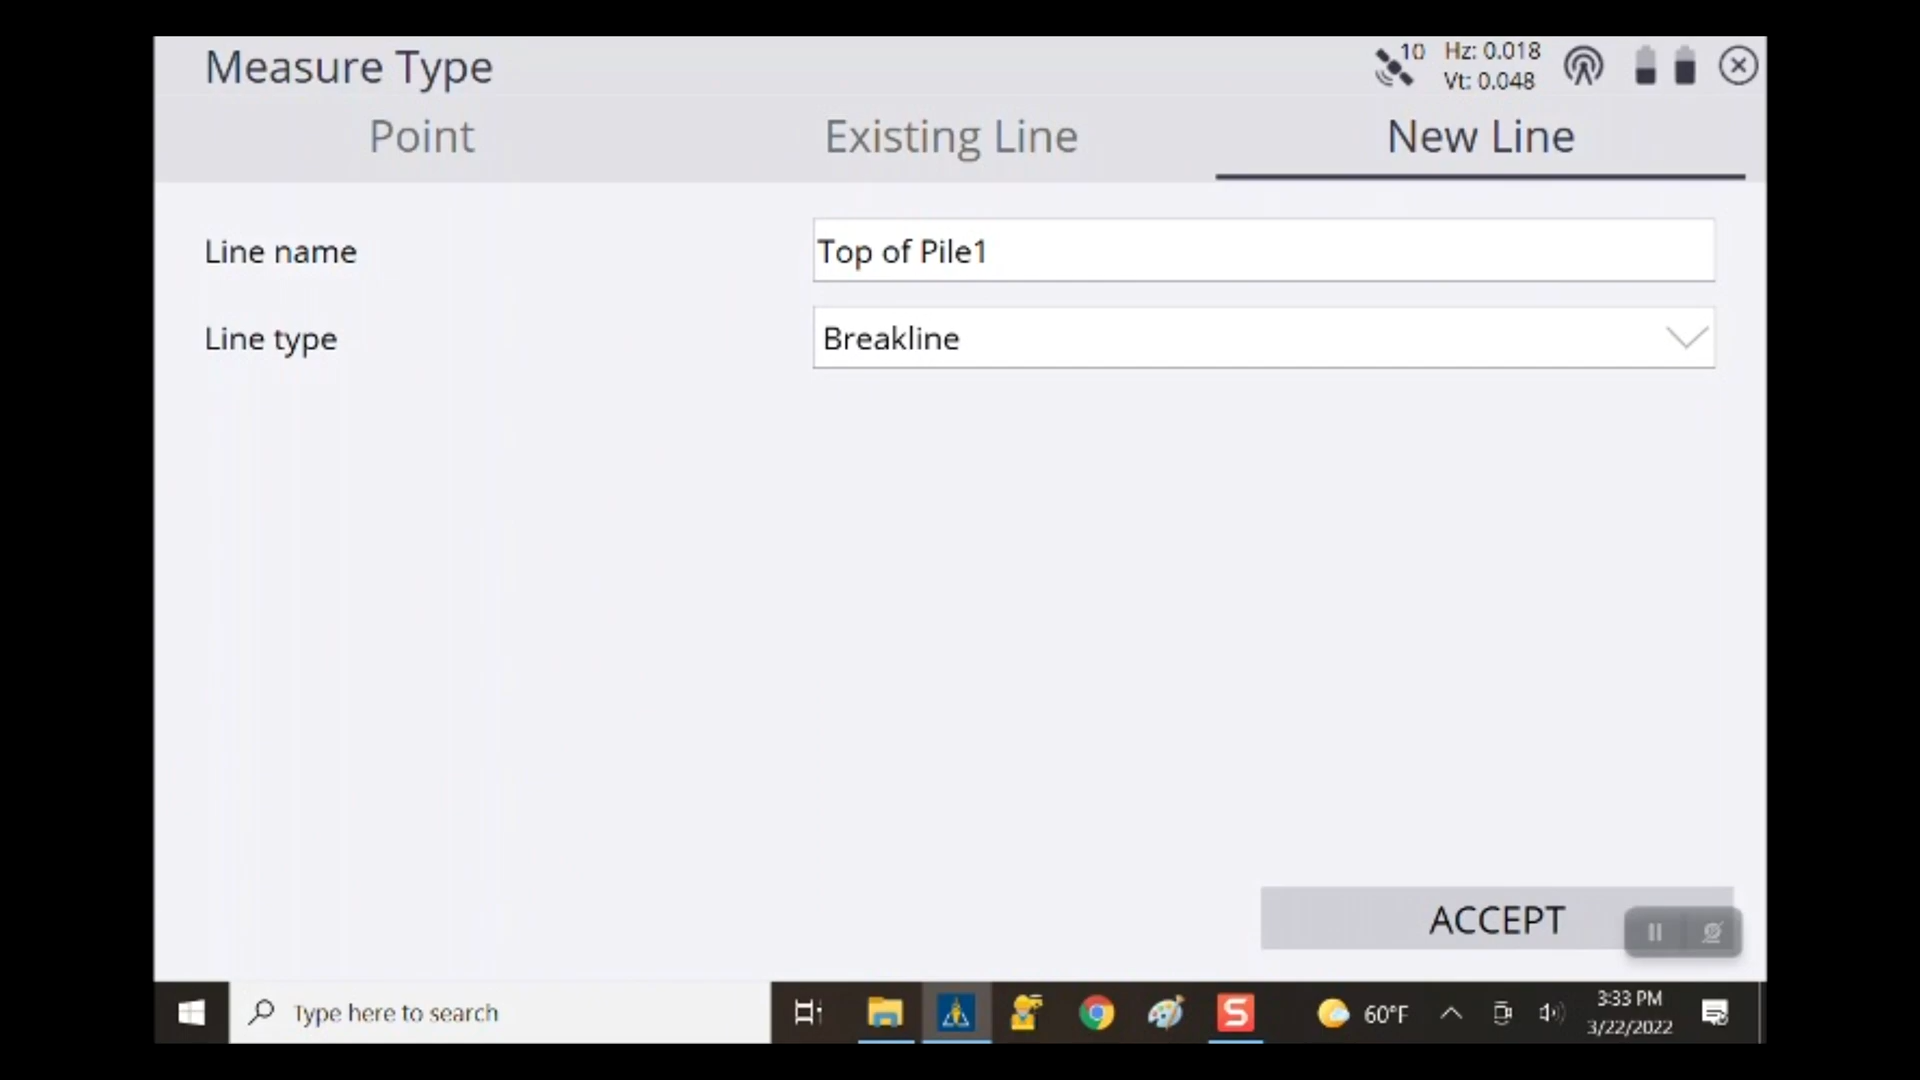 Measure Type
10
Hz: 0.018
Vt: 0.048
Point
Existing Line
New Line
Line name
Top of Pile1
Line type
Breakline
ACCEPT
Type here to search
S
60°F
3:33 PM
3/22/2022